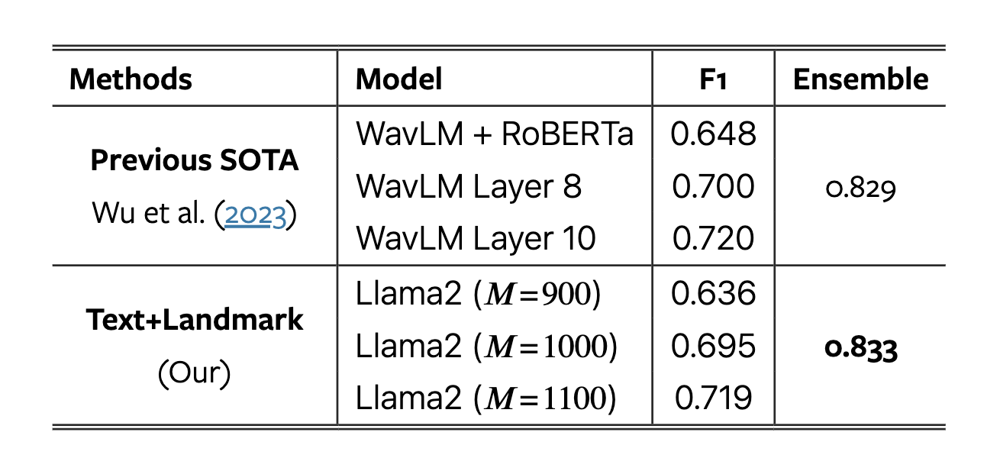 Methods Model F1 Ensemble
Previous SOTA
Wu et al. (2023)
WavLM + RoBERTa 0.648
WavLM Layer 8 0.700
WavLM Layer 10 0.720
0.829
Text+Landmark
(Our)
Llama2 (M=900) 0.636
Llama2 (M=1000) 0.695
Llama2 (M=1100) 0.719
0.833